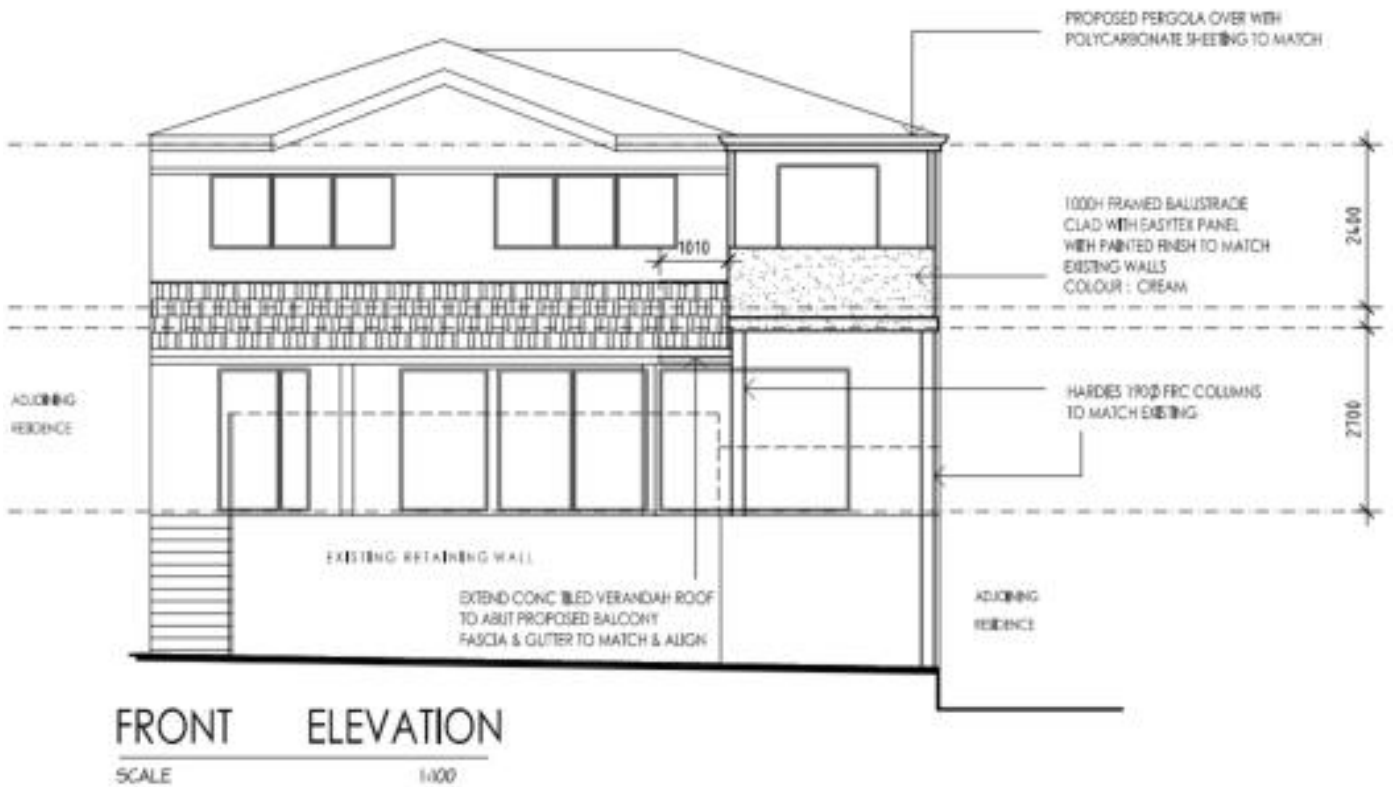 PROPOSED PERGOLA OVER WITH
POLYCARBONATE SHEETING TO MATCH
1000H FRAMED BALUSTRADE
CLAD WITH EASYTEX PANEL
WITH PAINTED FINISH TO MATCH
EXISTING WALLS
COLOUR : CREAM
2400
1010
HARDIES 190Ø FRC COLUMNS
TO MATCH EXISTING
2700
ADJOINING
RESIDENCE
EXISTING RETAINING WALL
EXTEND CONC TILED VERANDAH ROOF
TO ABUT PROPOSED BALCONY
FASCIA & GUTTER TO MATCH & ALIGN
ADJOINING
RESIDENCE
FRONT ELEVATION
SCALE 1:100